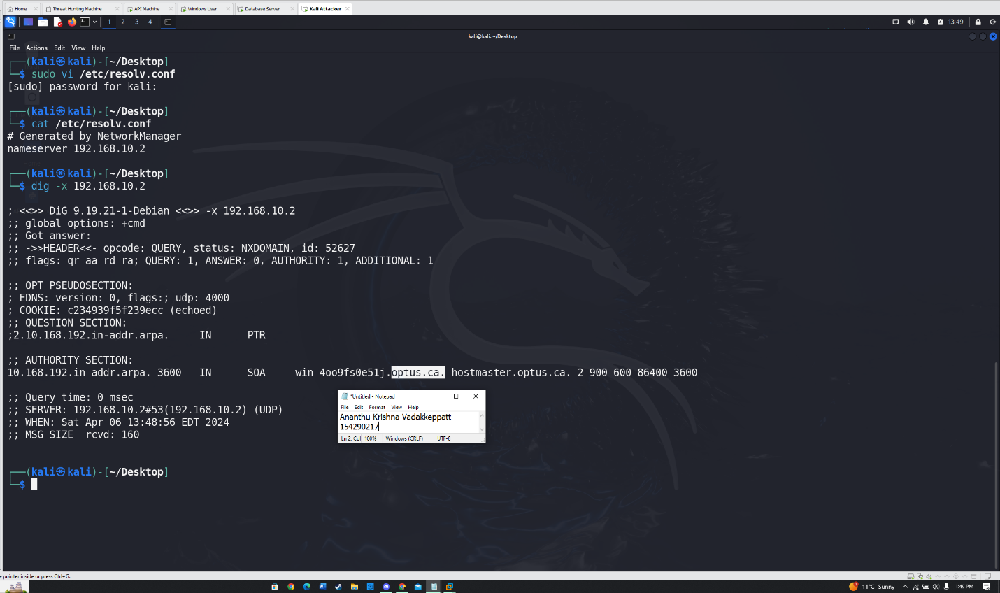 Home
Threat Hunting Machine
API Machine
Windows User
Database Server
Kali Attacker
1 2 3 4
13:49
kali@kali: ~/Desktop
File Actions Edit View Help
┌──(kali㉿kali)-[~/Desktop]
└─$ sudo vi /etc/resolv.conf
[sudo] password for kali:
┌──(kali㉿kali)-[~/Desktop]
└─$ cat /etc/resolv.conf
# Generated by NetworkManager
nameserver 192.168.10.2
┌──(kali㉿kali)-[~/Desktop]
└─$ dig -x 192.168.10.2
; <<>> DiG 9.19.21-1-Debian <<>> -x 192.168.10.2
;; global options: +cmd
;; Got answer:
;; ->>HEADER<<- opcode: QUERY, status: NXDOMAIN, id: 52627
;; flags: qr aa rd ra; QUERY: 1, ANSWER: 0, AUTHORITY: 1, ADDITIONAL: 1
;; OPT PSEUDOSECTION:
; EDNS: version: 0, flags:; udp: 4000
; COOKIE: c234939f5f239ecc (echoed)
;; QUESTION SECTION:
;2.10.168.192.in-addr.arpa. IN PTR
;; AUTHORITY SECTION:
10.168.192.in-addr.arpa. 3600 IN SOA win-4oo9fs0e51j.optus.ca. hostmaster.optus.ca. 2 900 600 86400 3600
;; Query time: 0 msec
;; SERVER: 192.168.10.2#53(192.168.10.2) (UDP)
;; WHEN: Sat Apr 06 13:48:56 EDT 2024
;; MSG SIZE rcvd: 160
*Untitled - Notepad
File Edit Format View Help
Ananthu Krishna Vadakkeppatt
154290217
Ln 2, Col 100% Windows (CRLF) UTF-8
┌──(kali㉿kali)-[~/Desktop]
└─$
e pointer inside or press Ctrl+G.
11°C Sunny
1:49 PM